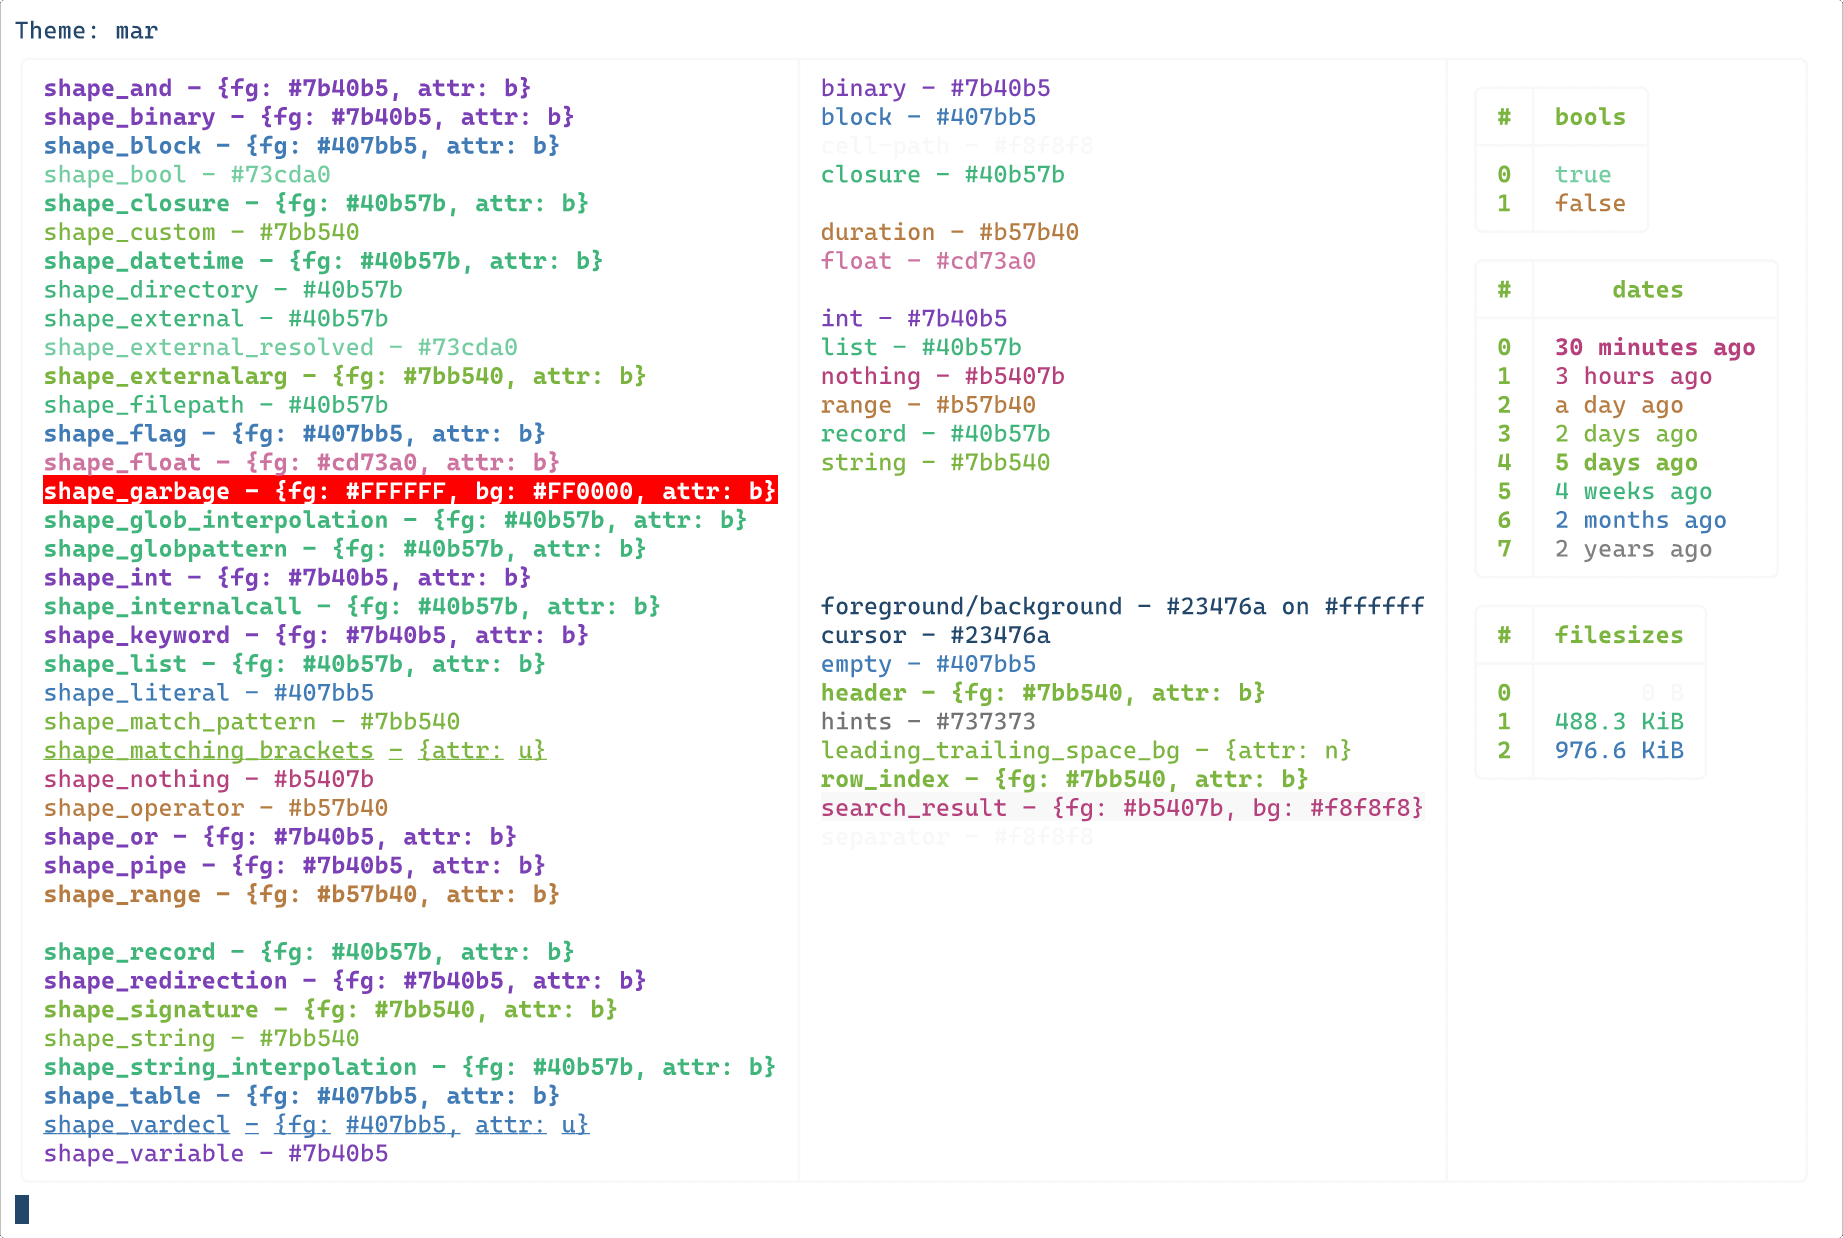 Theme: mar
shape_and - {fg: #7b40b5, attr: b}
shape_binary - {fg: #7b40b5, attr: b}
shape_block - {fg: #407bb5, attr: b}
shape_bool - #73cda0
shape_closure - {fg: #40b57b, attr: b}
shape_custom - #7bb540
shape_datetime - {fg: #40b57b, attr: b}
shape_directory - #40b57b
shape_external - #40b57b
shape_external_resolved - #73cda0
shape_externalarg - {fg: #7bb540, attr: b}
shape_filepath - #40b57b
shape_flag - {fg: #407bb5, attr: b}
shape_float - {fg: #cd73a0, attr: b}
shape_garbage - {fg: #FFFFFF, bg: #FF0000, attr: b}
shape_glob_interpolation - {fg: #40b57b, attr: b}
shape_globpattern - {fg: #40b57b, attr: b}
shape_int - {fg: #7b40b5, attr: b}
shape_internalcall - {fg: #40b57b, attr: b}
shape_keyword - {fg: #7b40b5, attr: b}
shape_list - {fg: #40b57b, attr: b}
shape_literal - #407bb5
shape_match_pattern - #7bb540
shape_matching_brackets - {attr: u}
shape_nothing - #b5407b
shape_operator - #b57b40
shape_or - {fg: #7b40b5, attr: b}
shape_pipe - {fg: #7b40b5, attr: b}
shape_range - {fg: #b57b40, attr: b}
shape_record - {fg: #40b57b, attr: b}
shape_redirection - {fg: #7b40b5, attr: b}
shape_signature - {fg: #7bb540, attr: b}
shape_string - #7bb540
shape_string_interpolation - {fg: #40b57b, attr: b}
shape_table - {fg: #407bb5, attr: b}
shape_vardecl - {fg: #407bb5, attr: u}
shape_variable - #7b40b5
binary - #7b40b5
block - #407bb5
cell-path - #f8f8f8
closure - #40b57b
duration - #b57b40
float - #cd73a0
int - #7b40b5
list - #40b57b
nothing - #b5407b
range - #b57b40
record - #40b57b
string - #7bb540
foreground/background - #23476a on #ffffff
cursor - #23476a
empty - #407bb5
header - {fg: #7bb540, attr: b}
hints - #737373
leading_trailing_space_bg - {attr: n}
row_index - {fg: #7bb540, attr: b}
search_result - {fg: #b5407b, bg: #f8f8f8}
separator - #f8f8f8
# bools
0 true
1 false
# dates
0 30 minutes ago
1 3 hours ago
2 a day ago
3 2 days ago
4 5 days ago
5 4 weeks ago
6 2 months ago
7 2 years ago
# filesizes
0 0 B
1 488.3 KiB
2 976.6 KiB